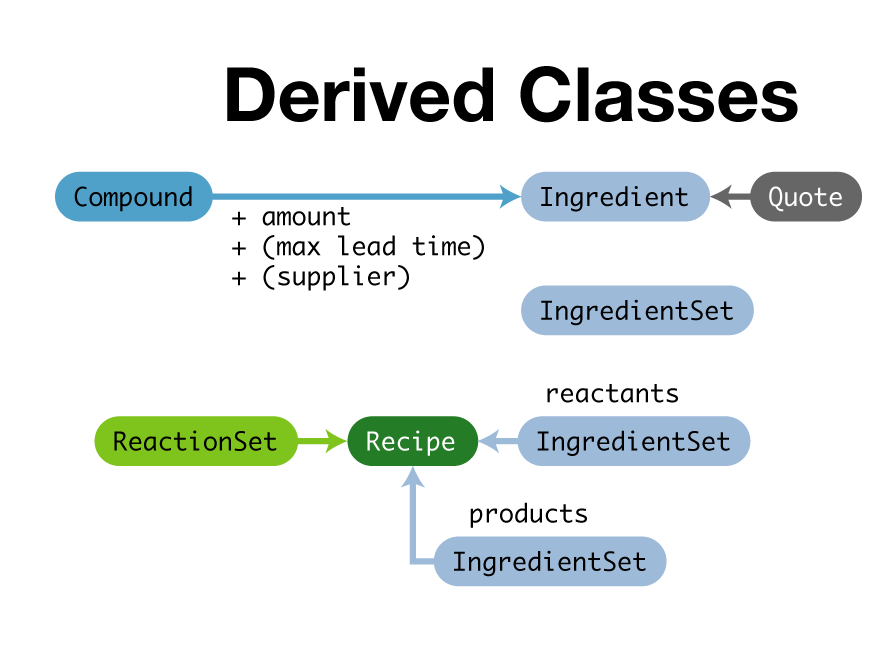 Derived Classes
Compound
Ingredient
Quote
+ amount
+ (max lead time)
+ (supplier)
IngredientSet
reactants
ReactionSet
Recipe
IngredientSet
products
IngredientSet